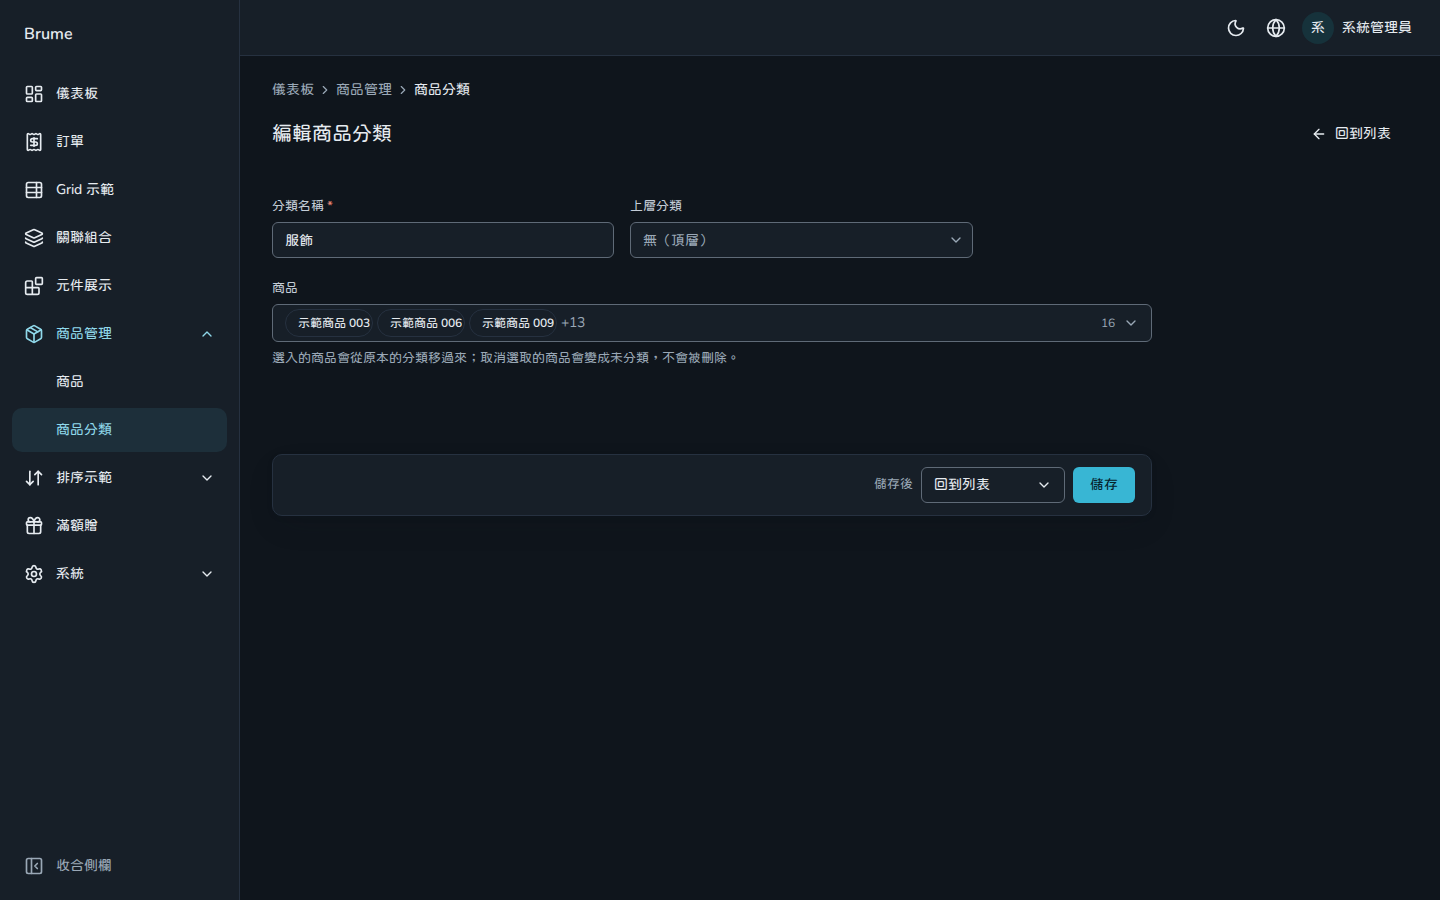 Brume
儀表板
訂單
Grid 示範
關聯組合
元件展示
商品管理
商品
商品分類
排序示範
滿額贈
系統
收合側欄
系 系統管理員
儀表板 > 商品管理 > 商品分類
編輯商品分類
← 回到列表
分類名稱 *
服飾
上層分類
無（頂層）
商品
示範商品 003 示範商品 006 示範商品 009 +13 16
選入的商品會從原本的分類移過來；取消選取的商品會變成未分類，不會被刪除。
儲存後 回到列表 儲存